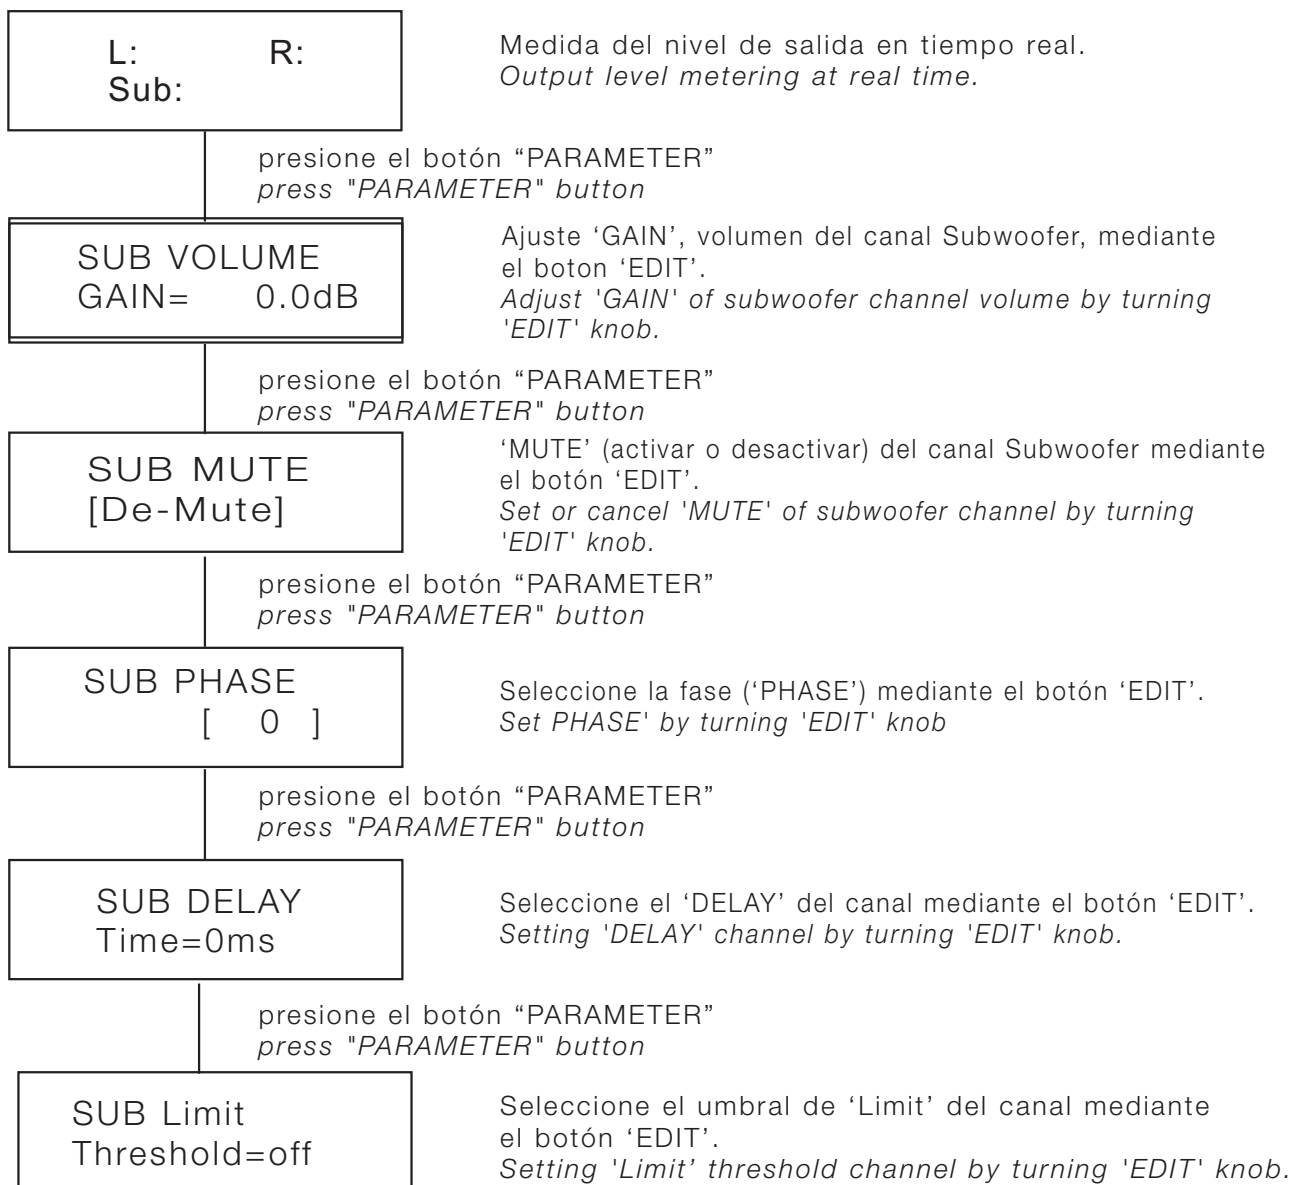 L: R:
Sub:
Medida del nivel de salida en tiempo real.
Output level metering at real time.
presione el botón “PARAMETER”
press "PARAMETER" button
SUB VOLUME
GAIN= 0.0dB
Ajuste ‘GAIN’, volumen del canal Subwoofer, mediante
el boton ‘EDIT’.
Adjust 'GAIN' of subwoofer channel volume by turning
'EDIT' knob.
presione el botón “PARAMETER”
press "PARAMETER" button
SUB MUTE
[De-Mute]
‘MUTE’ (activar o desactivar) del canal Subwoofer mediante
el botón ‘EDIT’.
Set or cancel 'MUTE' of subwoofer channel by turning
'EDIT' knob.
presione el botón “PARAMETER”
press "PARAMETER" button
SUB PHASE
[ 0 ]
Seleccione la fase (‘PHASE’) mediante el botón ‘EDIT’.
Set PHASE' by turning 'EDIT' knob
presione el botón “PARAMETER”
press "PARAMETER" button
SUB DELAY
Time=0ms
Seleccione el ‘DELAY’ del canal mediante el botón ‘EDIT’.
Setting 'DELAY' channel by turning 'EDIT' knob.
presione el botón “PARAMETER”
press "PARAMETER" button
SUB Limit
Threshold=off
Seleccione el umbral de ‘Limit’ del canal mediante
el botón ‘EDIT’.
Setting 'Limit’ threshold channel by turning 'EDIT' knob.